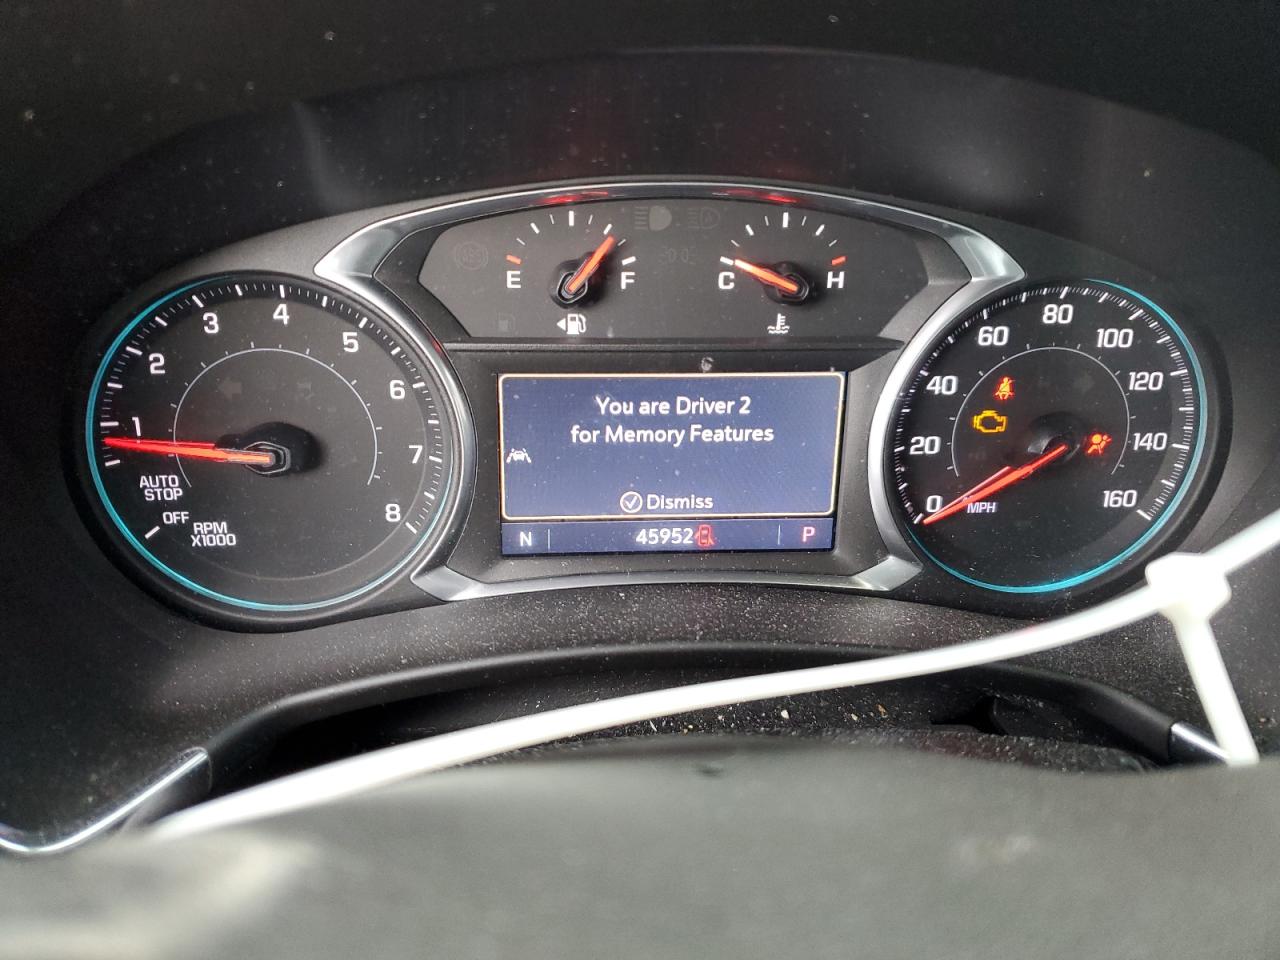 E F
C H
1 2 3 4 5 6 7 8
AUTO
STOP
OFF
RPM
X1000
You are Driver 2
for Memory Features
Dismiss
N 45952 P
0 20 40 60 80 100 120 140 160
MPH